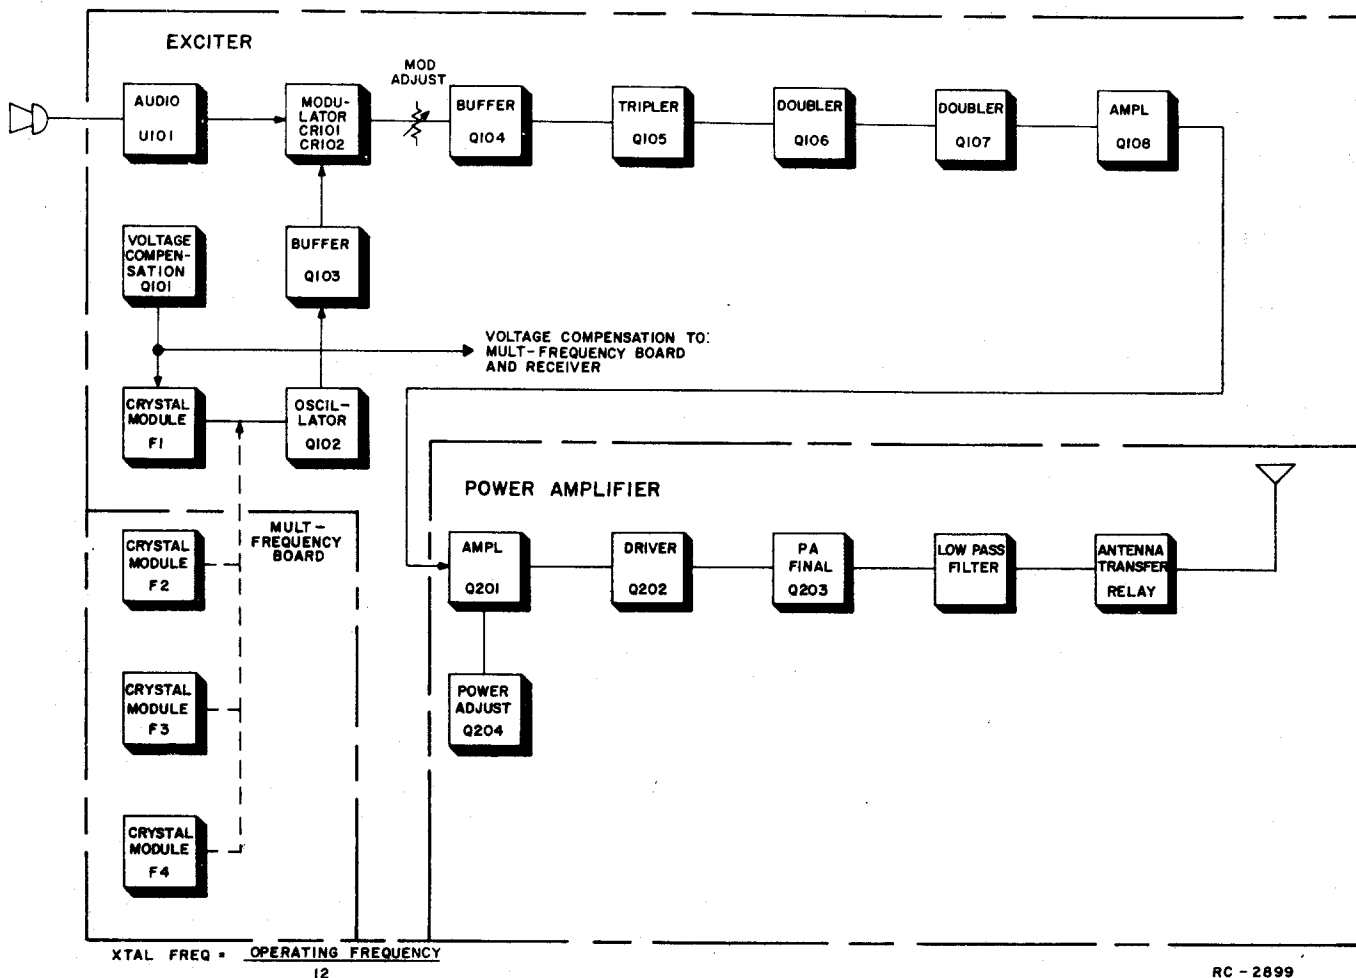 EXCITER
MOD
ADJUST
AUDIO
U101
MODU-
LATOR
CR101
CR102
BUFFER
Q104
TRIPLER
Q105
DOUBLER
Q106
DOUBLER
Q107
AMPL
Q108
VOLTAGE
COMPEN-
SATION
Q101
BUFFER
Q103
VOLTAGE COMPENSATION TO:
MULT-FREQUENCY BOARD
AND RECEIVER
CRYSTAL
MODULE
F1
OSCIL-
LATOR
Q102
POWER AMPLIFIER
MULT-
FREQUENCY
BOARD
CRYSTAL
MODULE
F2
AMPL
Q201
DRIVER
Q202
PA
FINAL
Q203
LOW PASS
FILTER
ANTENNA
TRANSFER
RELAY
CRYSTAL
MODULE
F3
POWER
ADJUST
Q204
CRYSTAL
MODULE
F4
XTAL FREQ = OPERATING FREQUENCY
12
RC-2899